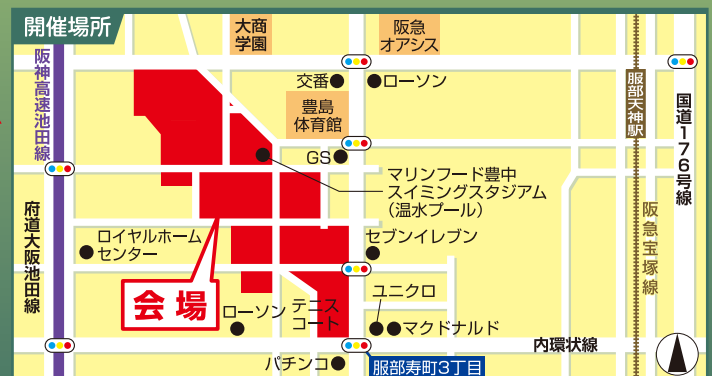 開催場所
大商
学園
阪急
オアシス
阪神高速池田線
交番
ローソン
豊島
体育館
服部天神駅
国道176号線
GS
マリンフード豊中
スイミングスタジアム
（温水プール）
府道大阪池田線
ロイヤルホーム
センター
セブンイレブン
阪急宝塚線
会場
ユニクロ
ローソン
テニス
コート
マクドナルド
内環状線
パチンコ
服部寿町3丁目